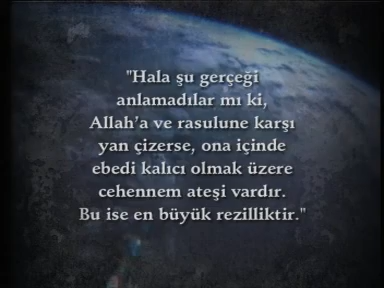 "Hala şu gerçeği
anlamadılar mı ki,
Allah'a ve rasulune karşı
yan çizerse, ona içinde
ebedi kalıcı olmak üzere
cehennem ateşi vardır.
Bu ise en büyük rezilliktir."